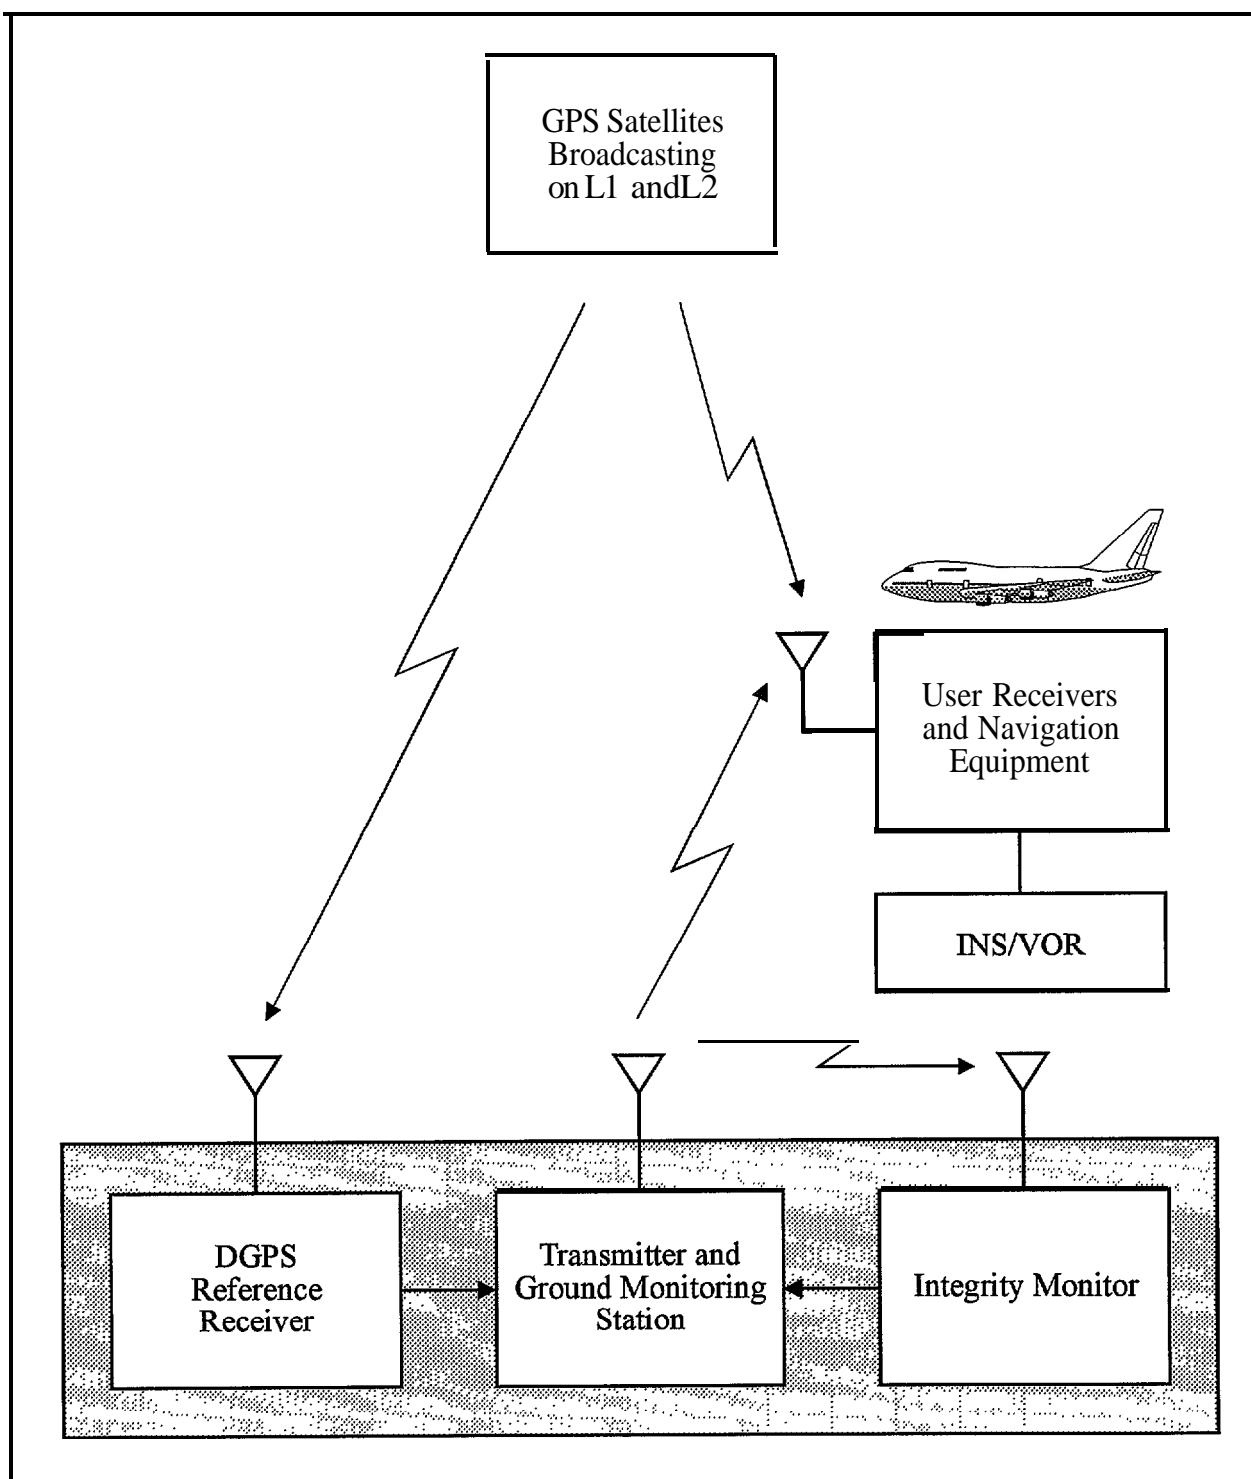 GPS Satellites
Broadcasting
on L1 andL2
User Receivers
and Navigation
Equipment
INS/VOR
DGPS
Reference
Receiver
Transmitter and
Ground Monitoring
Station
Integrity Monitor